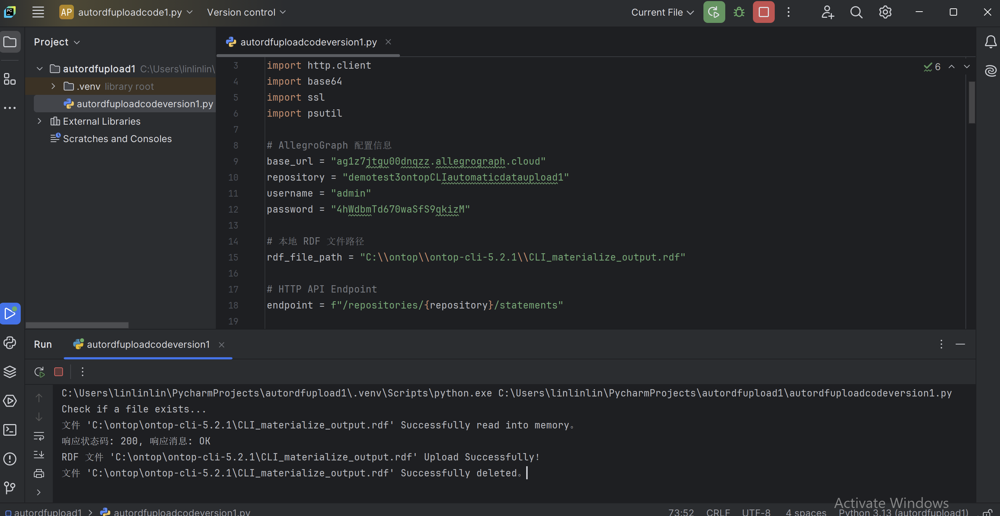 PC
AP autordfuploadcode1.py Version control Current File
Project
autordfuploadcodeversion1.py
autordfupload1 C:\Users\linlinlin\
.venv library root
autordfuploadcodeversion1.py
External Libraries
Scratches and Consoles
6
3 import http.client
4 import base64
5 import ssl
6 import psutil
7
8 # AllegroGraph 配置信息
9 base_url = "ag1z7jtgu00dnqzz.allegrograph.cloud"
10 repository = "demotest3ontopCLIautomaticdataupload1"
11 username = "admin"
12 password = "4hWdbmTd670waSfS9qkizM"
13
14 # 本地 RDF 文件路径
15 rdf_file_path = "C:\\ontop\\ontop-cli-5.2.1\\CLI_materialize_output.rdf"
16
17 # HTTP API Endpoint
18 endpoint = f"/repositories/{repository}/statements"
19
Run autordfuploadcodeversion1
C:\Users\linlinlin\PycharmProjects\autordfupload1\.venv\Scripts\python.exe C:\Users\linlinlin\PycharmProjects\autordfupload1\autordfuploadcodeversion1.py
Check if a file exists...
文件 'C:\ontop\ontop-cli-5.2.1\CLI_materialize_output.rdf' Successfully read into memory。
响应状态码: 200, 响应消息: OK
RDF 文件 'C:\ontop\ontop-cli-5.2.1\CLI_materialize_output.rdf' Upload Successfully!
文件 'C:\ontop\ontop-cli-5.2.1\CLI_materialize_output.rdf' Successfully deleted。
Activate Windows
autordfupload1 > autordfuploadcodeversion1.py 73:52 CRLF UTF-8 4 spaces Python 3.13 (autordfupload1)